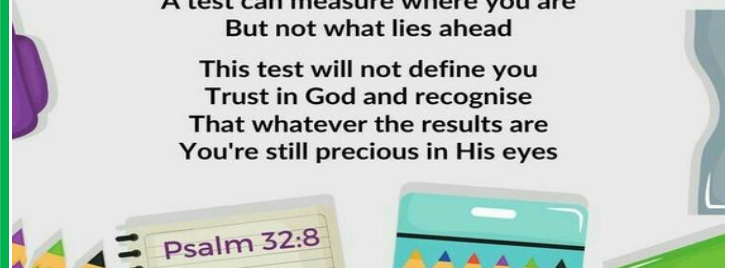 A test can measure where you are
But not what lies ahead
This test will not define you
Trust in God and recognise
That whatever the results are
You're still precious in His eyes
Psalm 32:8